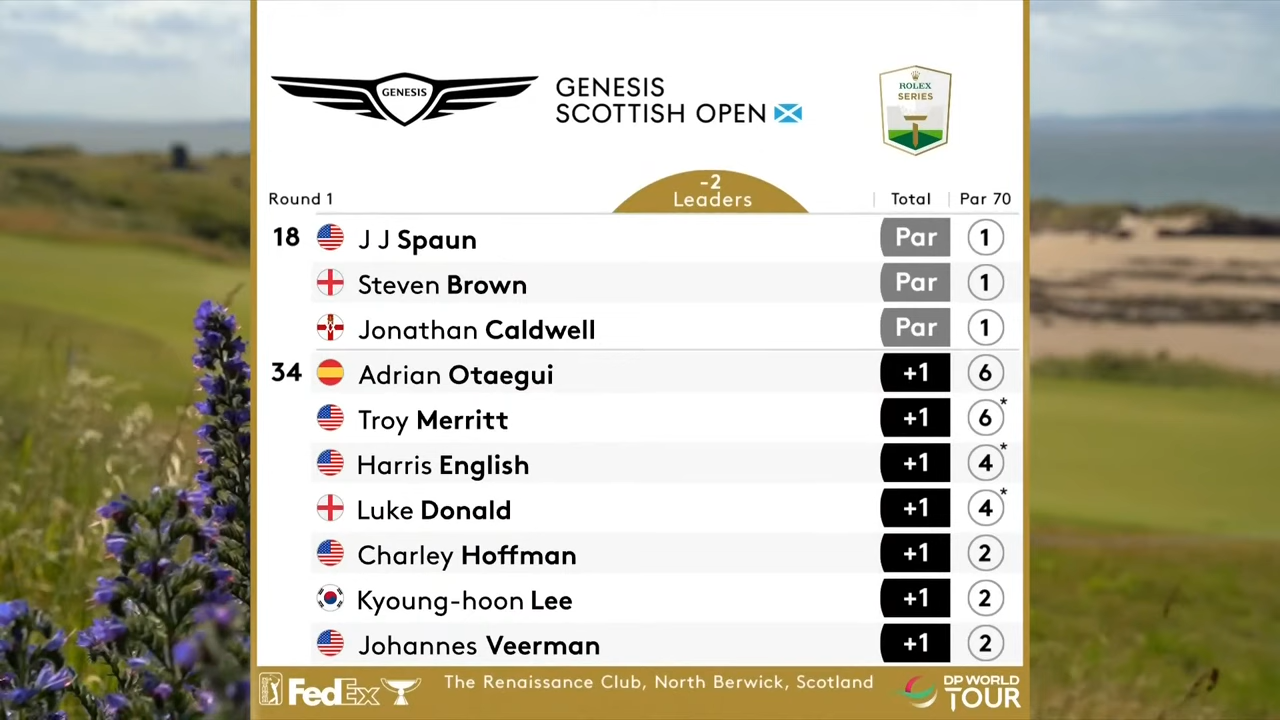 GENESIS
GENESIS
SCOTTISH OPEN
ROLEX
SERIES
-2
Leaders
Round 1
Total
Par 70
18 J J Spaun Par 1
Steven Brown Par 1
Jonathan Caldwell Par 1
34 Adrian Otaegui +1 6
Troy Merritt +1 6*
Harris English +1 4*
Luke Donald +1 4*
Charley Hoffman +1 2
Kyoung-hoon Lee +1 2
Johannes Veerman +1 2
FedEx
The Renaissance Club, North Berwick, Scotland
DP WORLD
TOUR